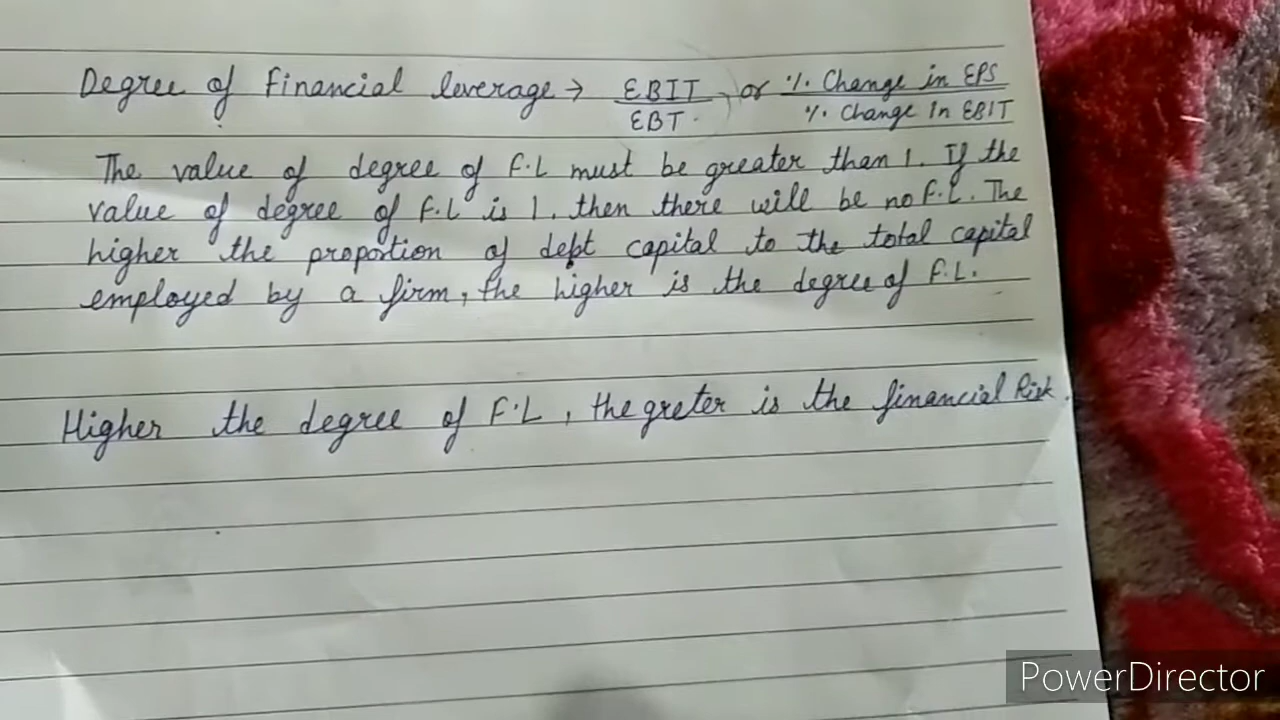 Degree of Financial leverage → EBIT / EBT. or % Change in EPS / % Change In EBIT
The value of degree of F.L must be greater than 1. If the
value of degree of F.L is 1. then there will be no F.L. The
higher the proportion of debt capital to the total capital
employed by a firm, the higher is the degree of F.L.
Higher the degree of F.L, the greter is the financial Risk.
PowerDirector